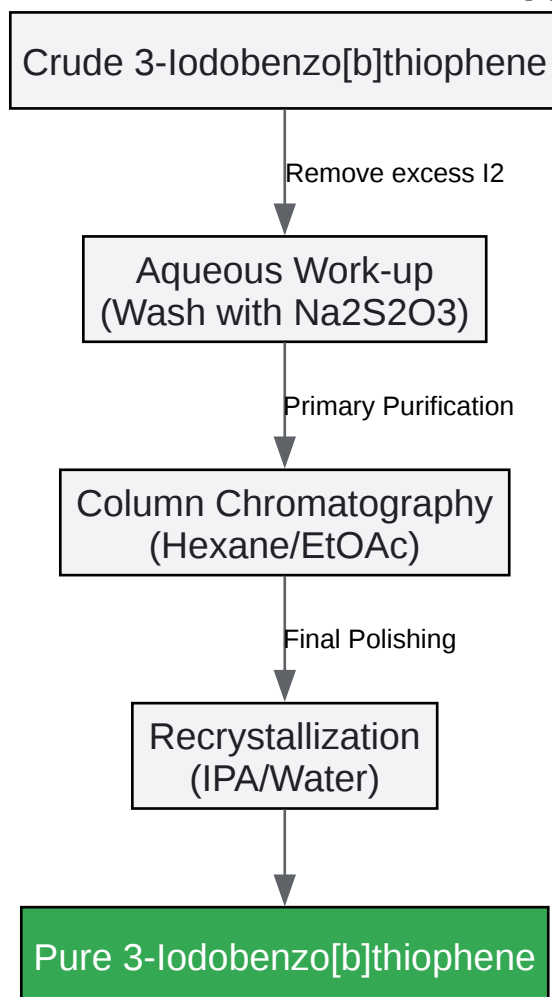 Crude 3-Iodobenzo[b]thiophene
Remove excess I2
Aqueous Work-up
(Wash with Na2S2O3)
Primary Purification
Column Chromatography
(Hexane/EtOAc)
Final Polishing
Recrystallization
(IPA/Water)
Pure 3-Iodobenzo[b]thiophene